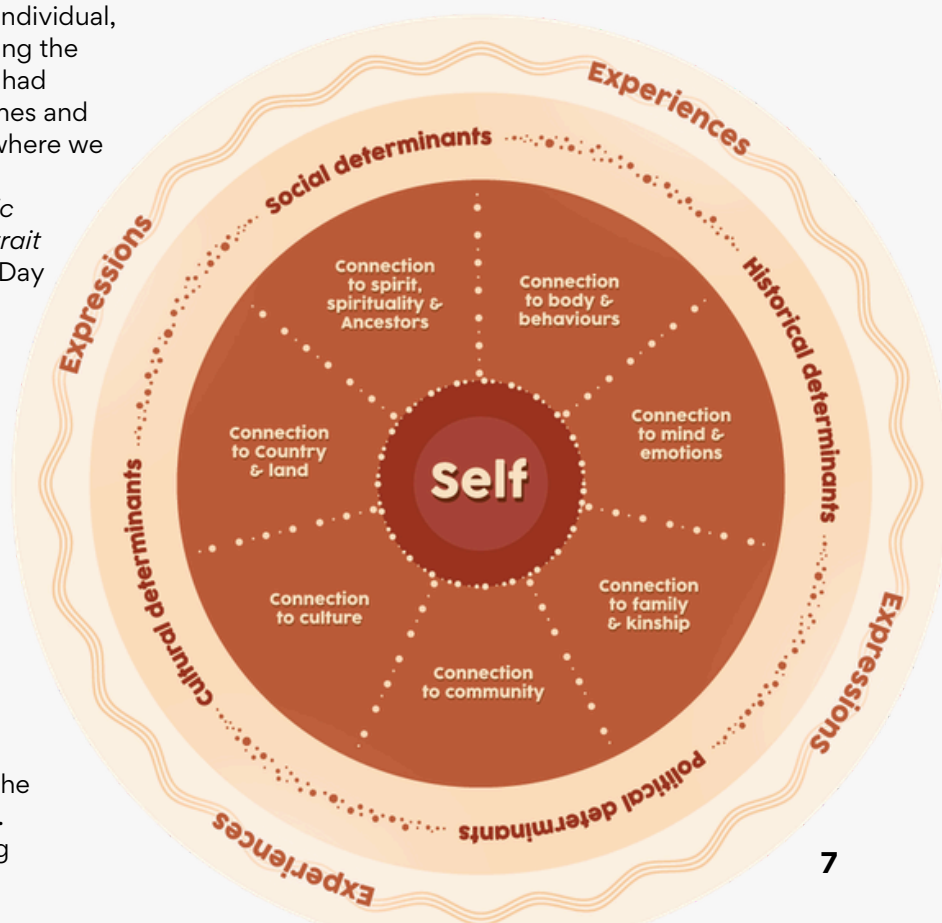 ndividual,
ng the
had
nes and
where we
ic
rait
Day
he
.
g
Experiences
Expressions
Social determinants
Historical determinants
Cultural determinants
Political determinants
Expressions
Experiences
Connection
to spirit,
spirituality &
Ancestors
Connection
to body &
behaviours
Connection
to mind &
emotions
Connection
to Country
& land
Self
Connection
to family
& kinship
Connection
to culture
Connection
to community
7